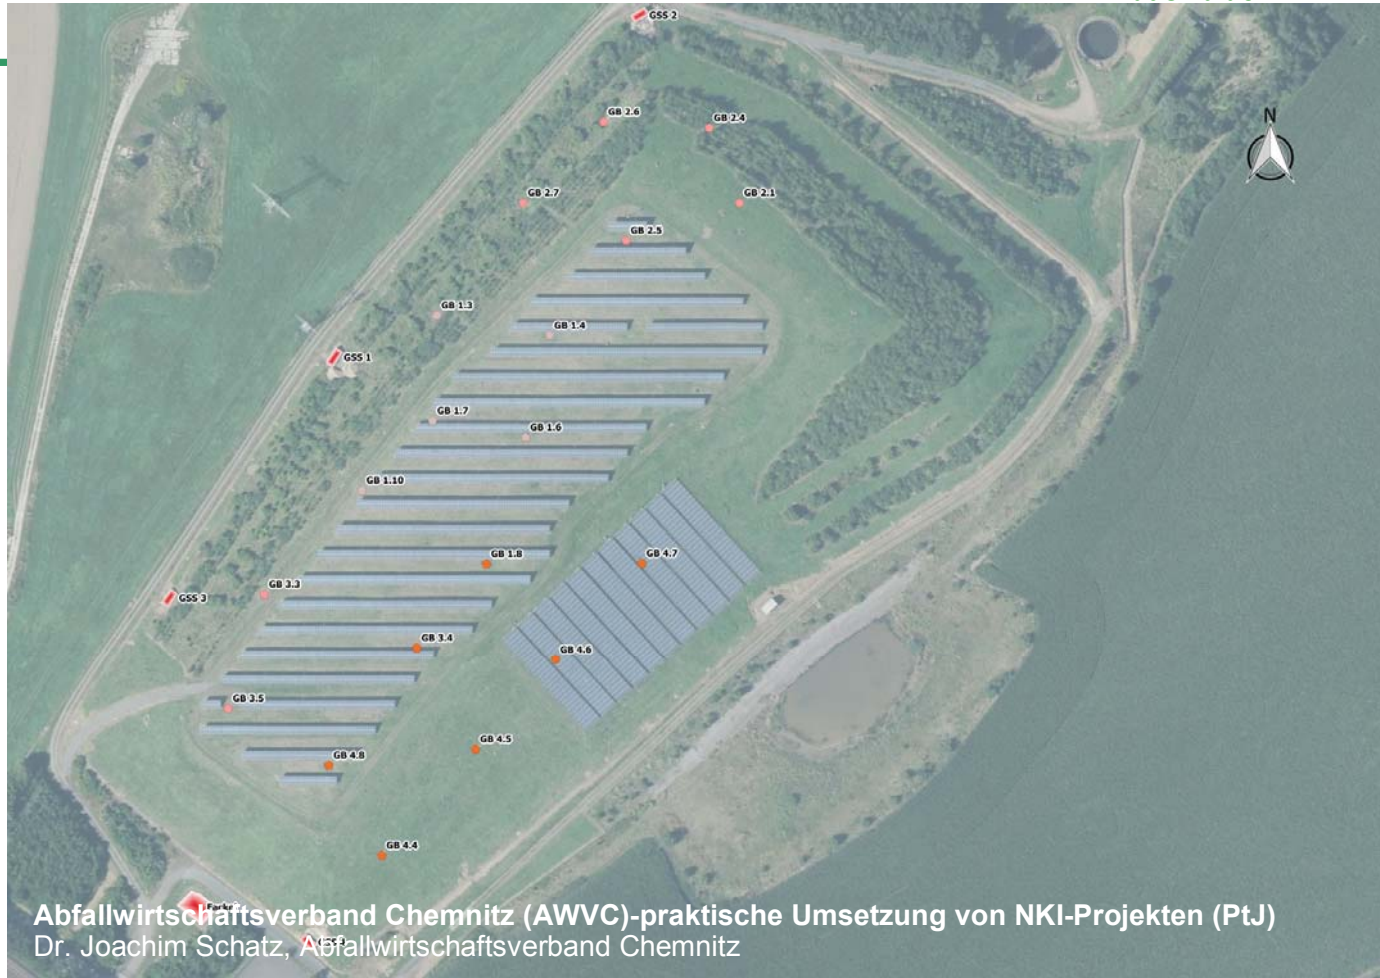 GSS 2
N
GB 2.6
GB 2.4
GB 2.7
GB 2.1
GB 2.5
GB 1.3
GB 1.4
GSS 1
GB 1.7
GB 1.6
GB 1.10
GB 1.8
GB 4.7
GB 3.3
GSS 3
GB 3.4
GB 4.6
GB 3.5
GB 4.5
GB 4.8
GB 4.4
Abfallwirtschaftsverband Chemnitz (AWVC)-praktische Umsetzung von NKI-Projekten (PtJ)
Dr. Joachim Schatz, Abfallwirtschaftsverband Chemnitz